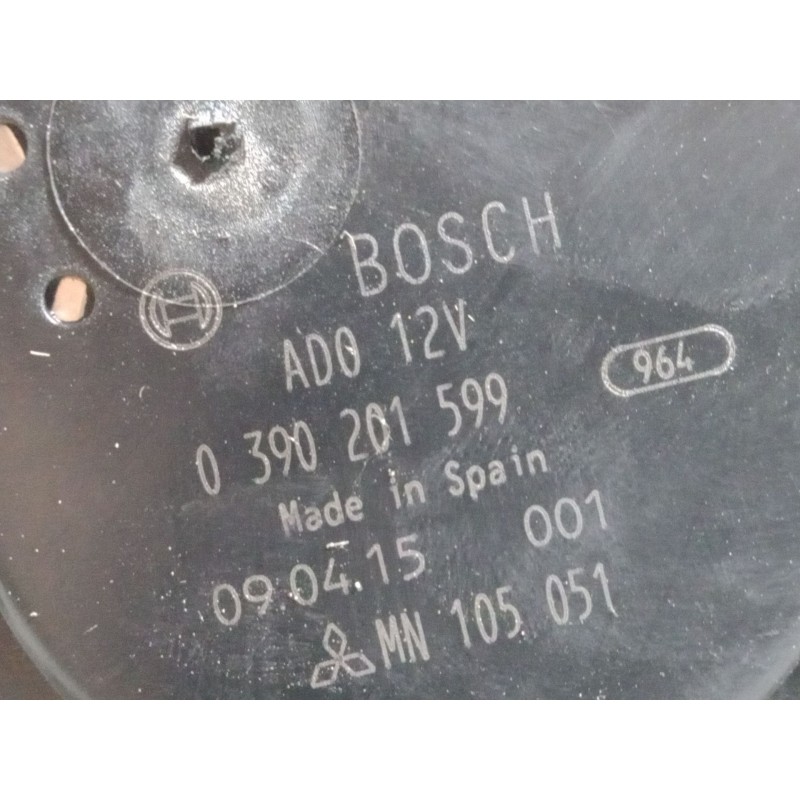 BOSCH
AD0 12V
964
0 390 201 599
Made in Spain
09.04.15 001
MN 105 051